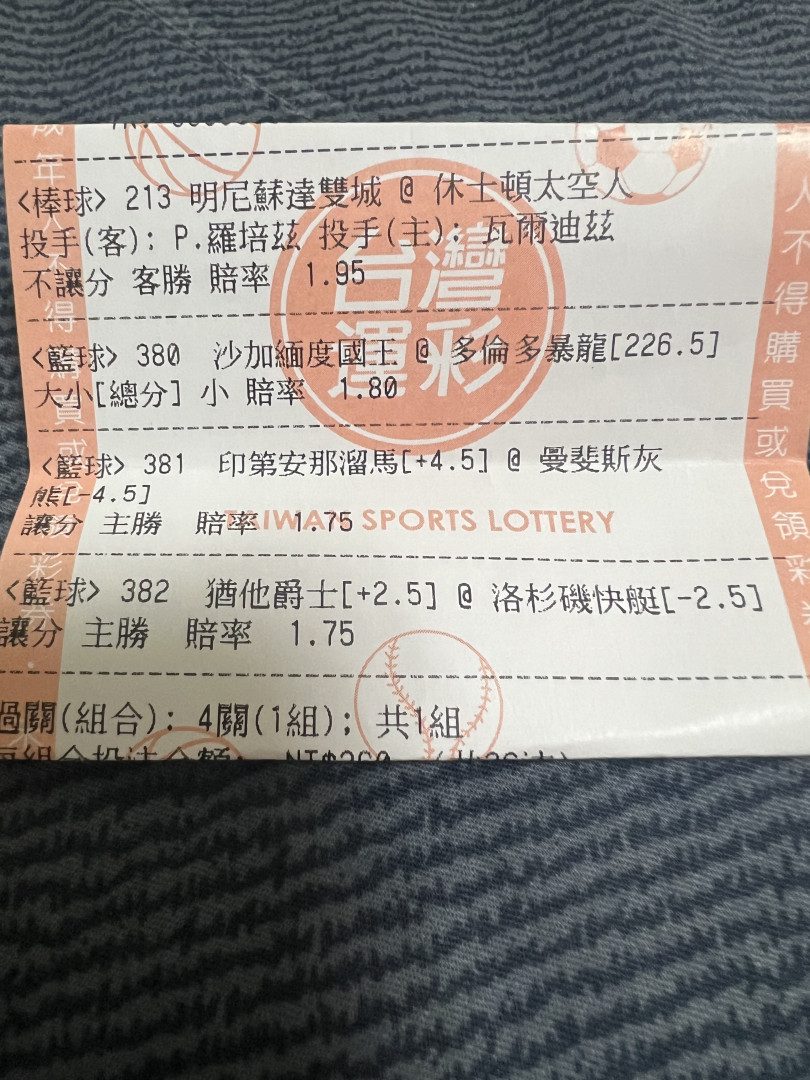 <棒球> 213 明尼蘇達雙城 @ 休士頓太空人
投手(客): P.羅培茲 投手(主): 瓦爾迪茲
不讓分 客勝 賠率 1.95
台灣
運彩
<籃球> 380 沙加緬度國王 @ 多倫多暴龍[226.5]
大小[總分] 小 賠率 1.80
<籃球> 381 印第安那溜馬[+4.5] @ 曼斐斯灰
熊[-4.5]
讓分 主勝 賠率 1.75
TAIWAN SPORTS LOTTERY
<籃球> 382 猶他爵士[+2.5] @ 洛杉磯快艇[-2.5]
讓分 主勝 賠率 1.75
過關(組合): 4關(1組); 共1組
人不得購買或兌領彩